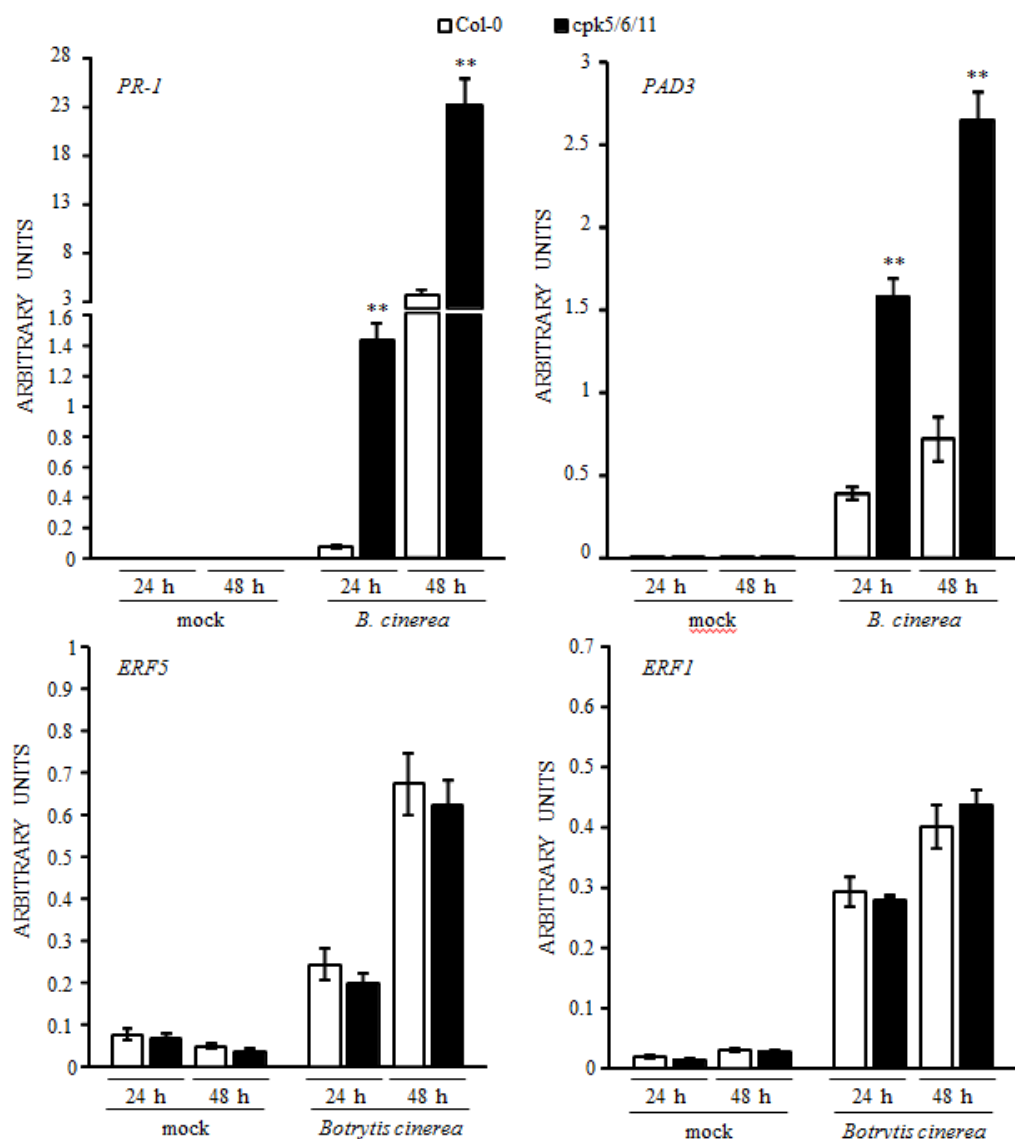 Col-0 cpk5/6/11
PR-1
ARBITRARY UNITS
28
23
18
13
8
3
1.6
1.4
1.2
1
0.8
0.6
0.4
0.2
0
** **
24 h 48 h 24 h 48 h
mock B. cinerea
PAD3
ARBITRARY UNITS
3
2.5
2
1.5
1
0.5
0
** **
24 h 48 h 24 h 48 h
mock B. cinerea
ERF5
ARBITRARY UNITS
1
0.9
0.8
0.7
0.6
0.5
0.4
0.3
0.2
0.1
0
24 h 48 h 24 h 48 h
mock Botrytis cinerea
ERF1
ARBITRARY UNITS
0.7
0.6
0.5
0.4
0.3
0.2
0.1
0
24 h 48 h 24 h 48 h
mock Botrytis cinerea